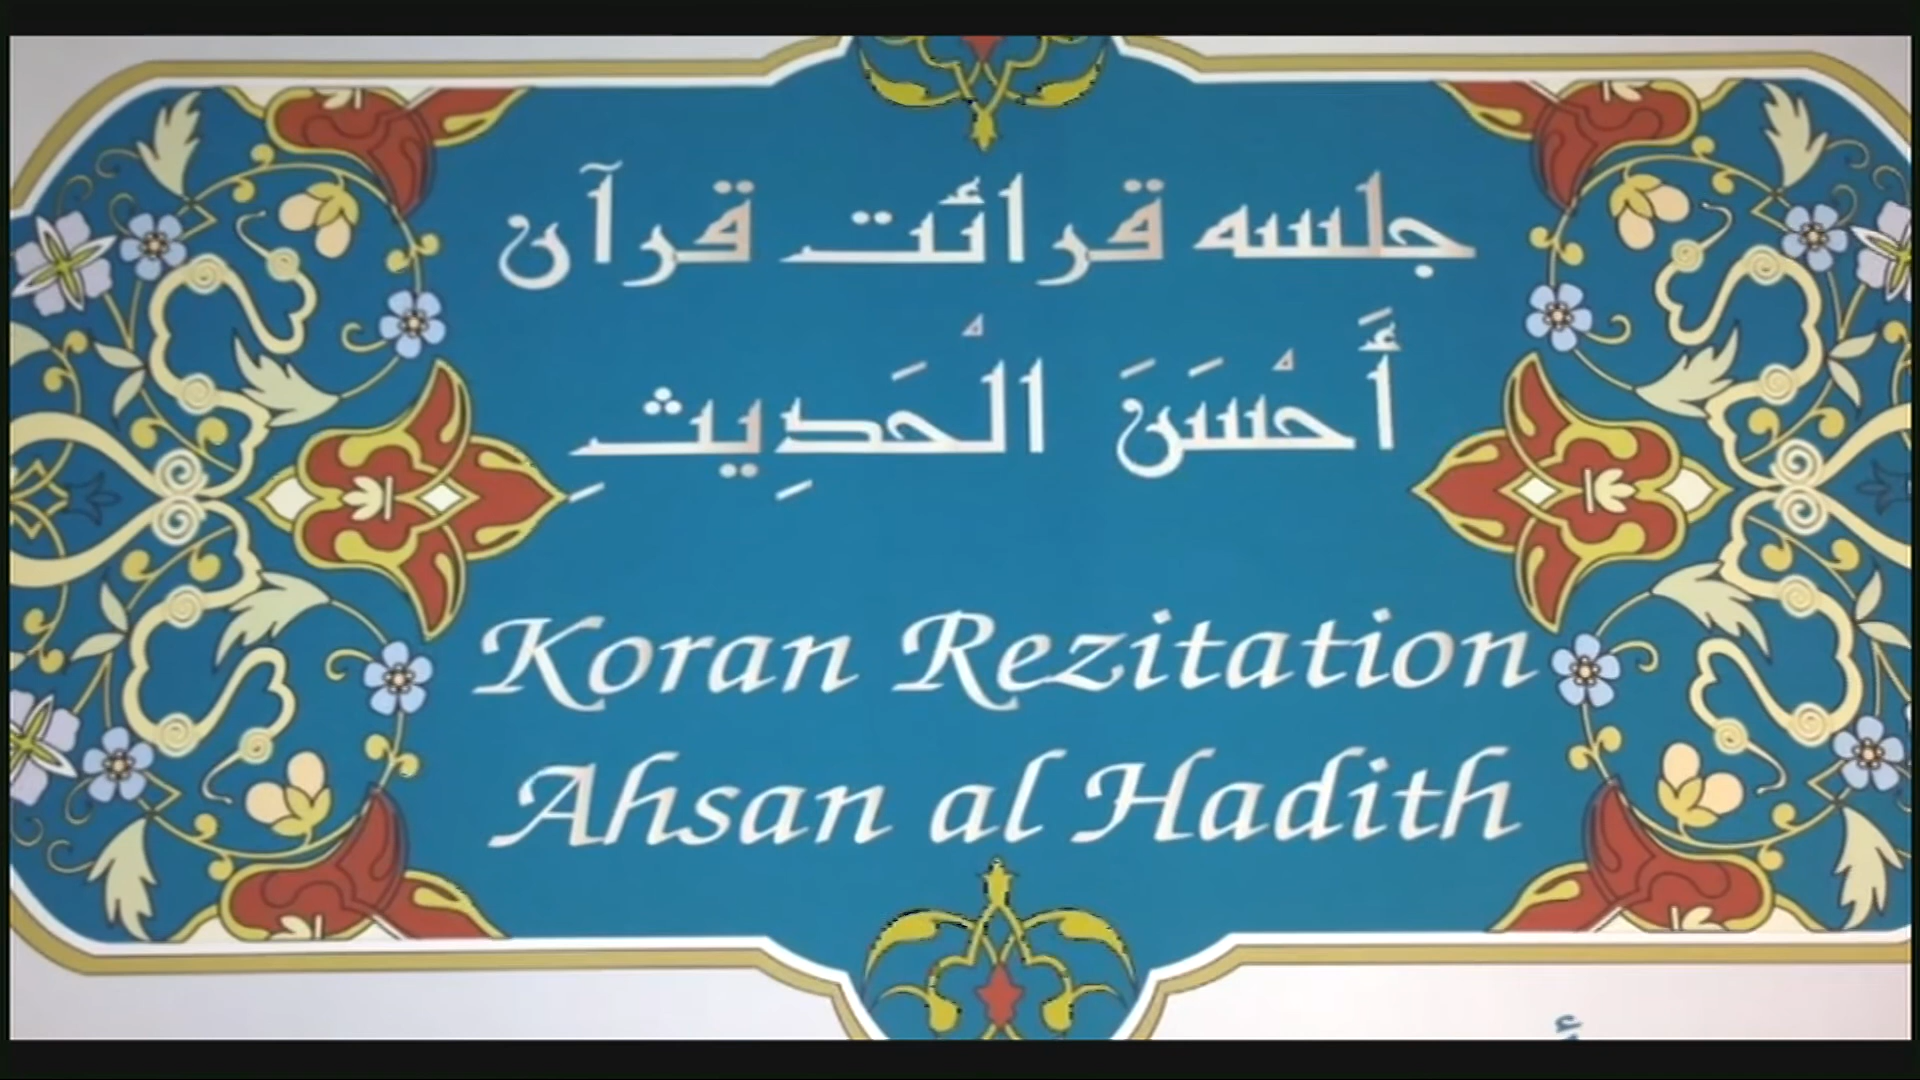 جلسه قرائت قرآن
أَحْسَنَ الْحَدِيثِ
Koran Rezitation
Ahsan al Hadith